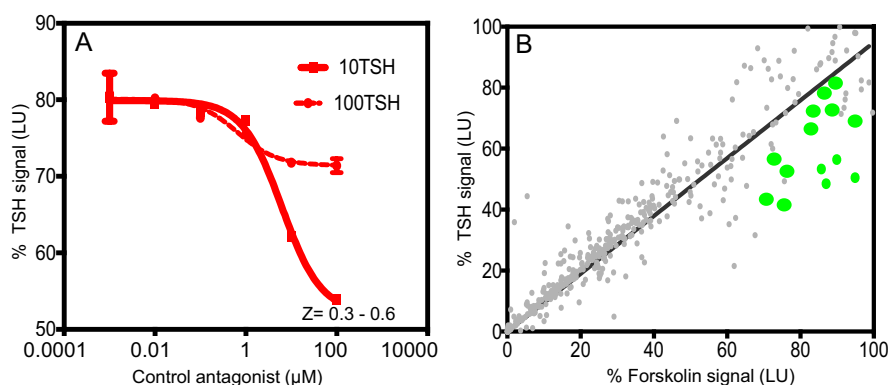 A
90
80
70
60
50
% TSH signal (LU)
10TSH
100TSH
Z= 0.3 - 0.6
0.0001 0.01 1 100 10000
Control antagonist (µM)
B
100
80
60
40
20
0
% TSH signal (LU)
0 20 40 60 80 100
% Forskolin signal (LU)